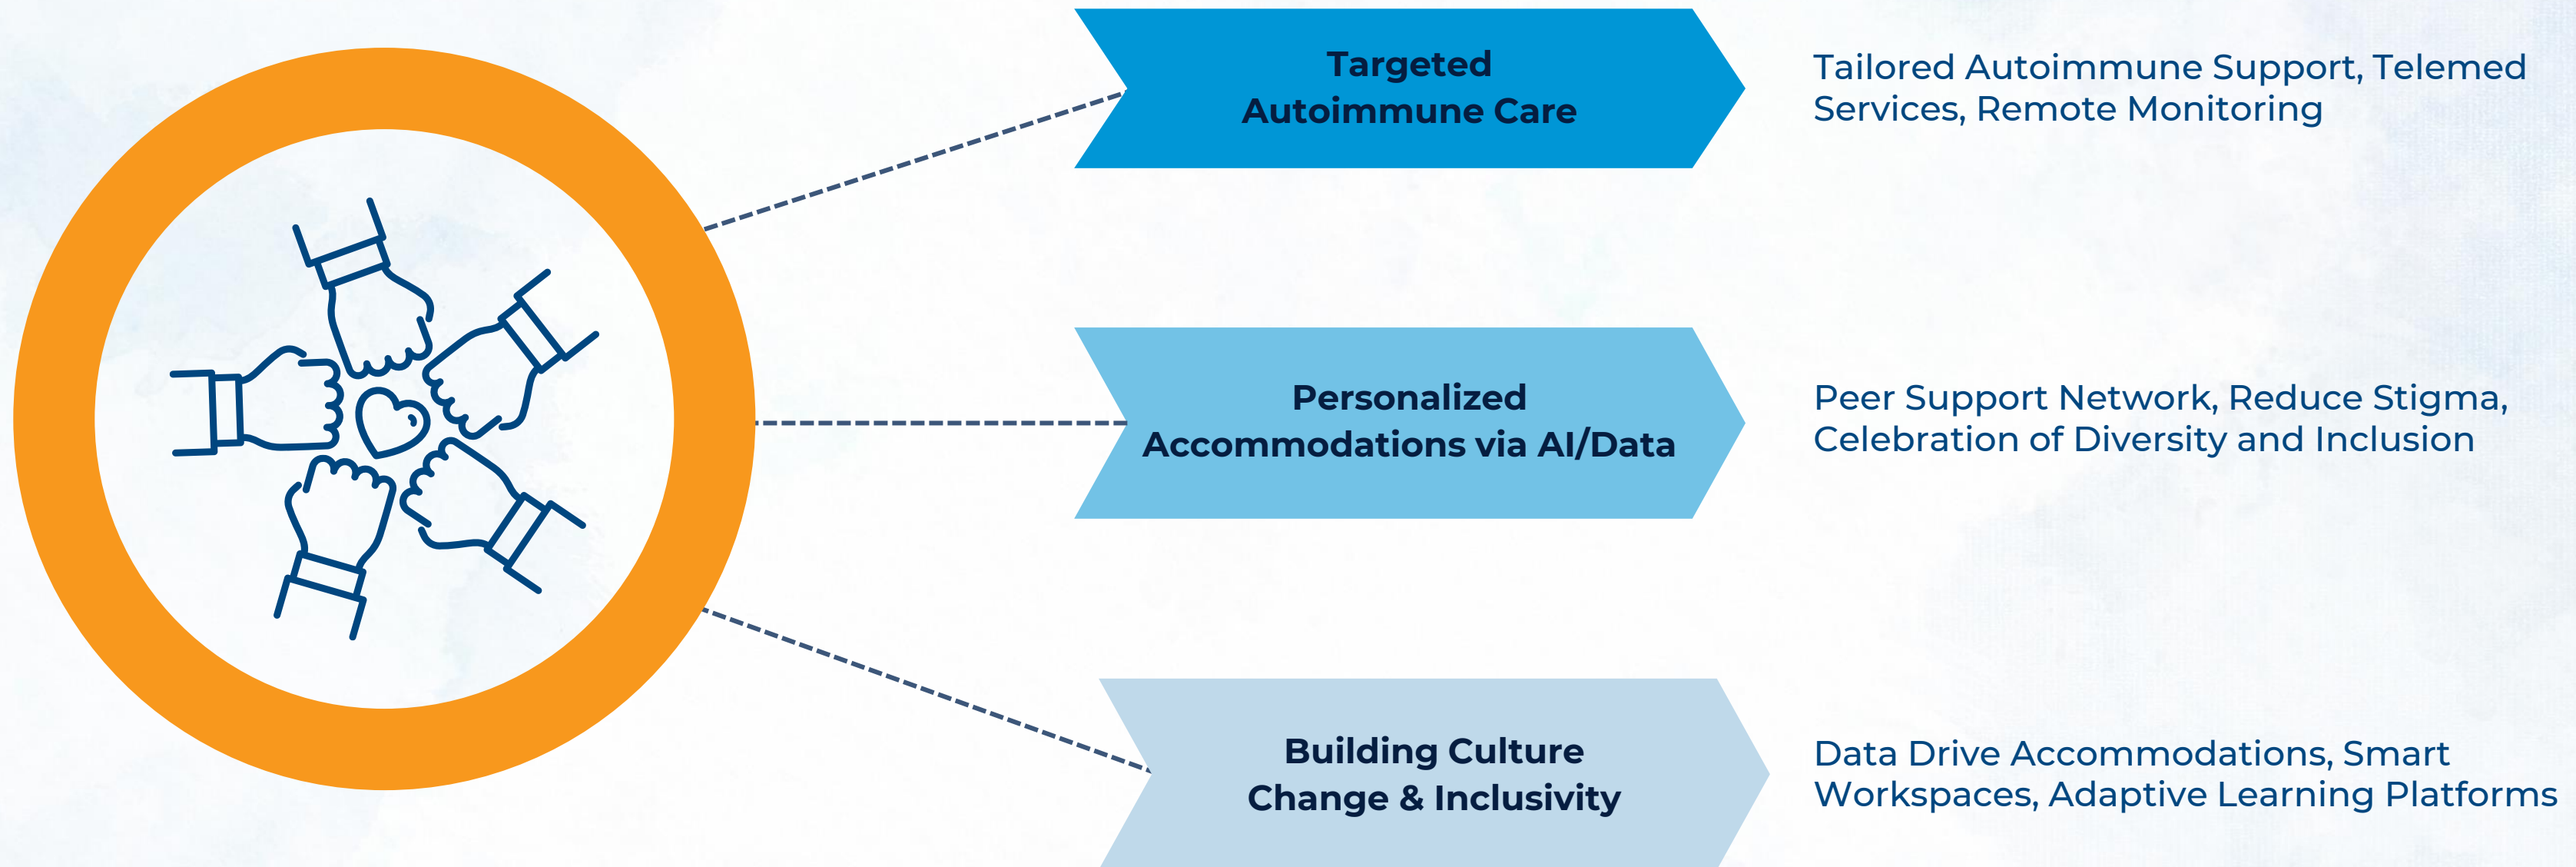 Targeted
Autoimmune Care
Tailored Autoimmune Support, Telemed
Services, Remote Monitoring
Personalized
Accommodations via AI/Data
Peer Support Network, Reduce Stigma,
Celebration of Diversity and Inclusion
Building Culture
Change & Inclusivity
Data Drive Accommodations, Smart
Workspaces, Adaptive Learning Platforms